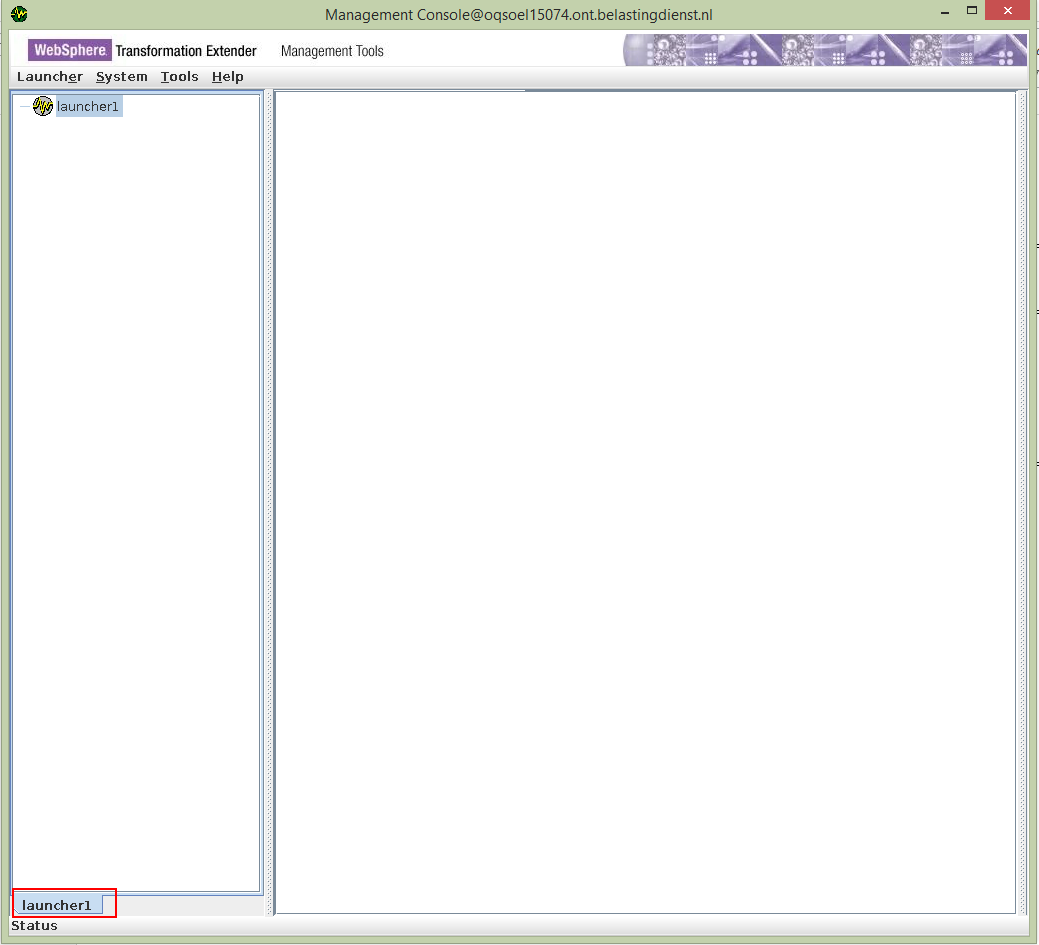 Management Console@oqsoel15074.ont.belastingdienst.nl
WebSphere. Transformation Extender Management Tools
Launcher System Tools Help
launcher1
launcher1
Status